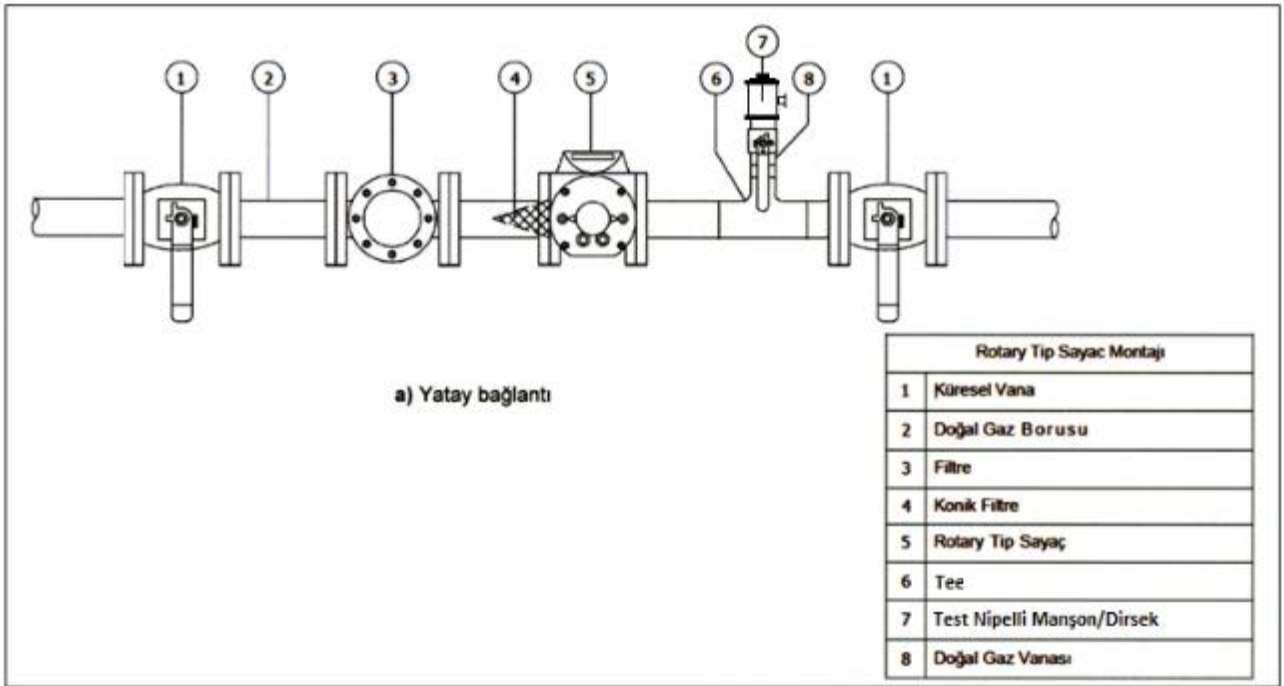 7
1 2 3 4 5 6 8 1
a) Yatay bağlantı
Rotary Tip Sayac Montajı
1 Küresel Vana
2 Doğal Gaz Borusu
3 Filtre
4 Konik Filtre
5 Rotary Tip Sayaç
6 Tee
7 Test Nipelli Manşon/Dirsek
8 Doğal Gaz Vanası